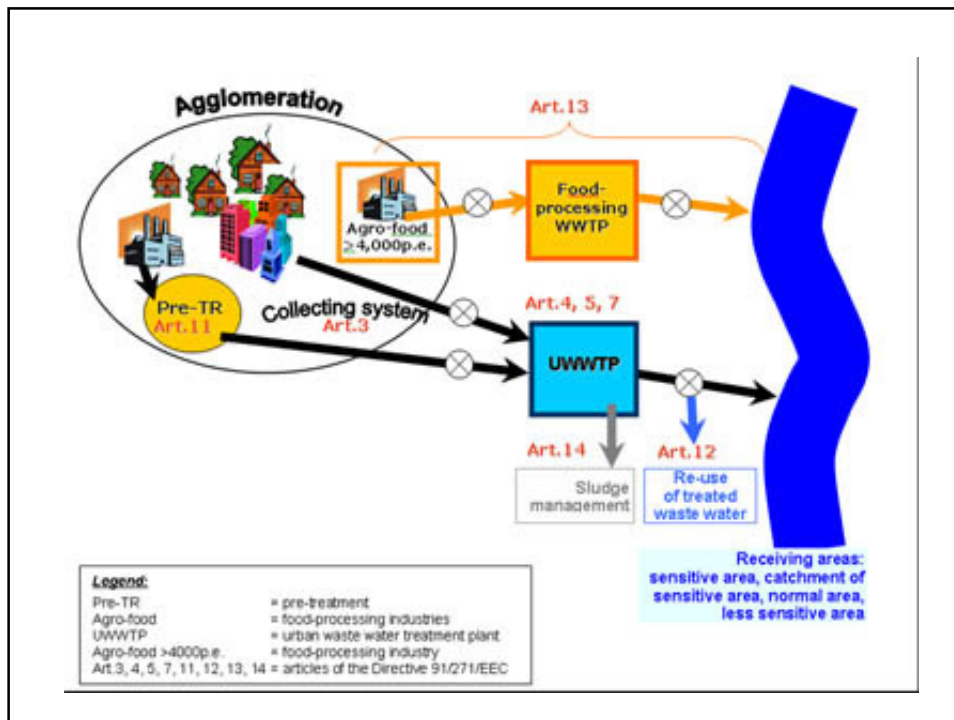 Agglomeration
Art.13
Agro-food
≥4,000p.e.
Food-
processing
WWTP
Pre-TR
Art.11
Collecting system
Art.3
Art.4, 5, 7
UWWTP
Art.14
Sludge
management
Art.12
Re-use
of treated
waste water
Receiving areas:
sensitive area, catchment of
sensitive area, normal area,
less sensitive area
Legend:
Pre-TR = pre-treatment
Agro-food = food-processing industries
UWWTP = urban waste water treatment plant
Agro-food >4000p.e. = food-processing industry
Art.3, 4, 5, 7, 11, 12, 13, 14 = articles of the Directive 91/271/EEC